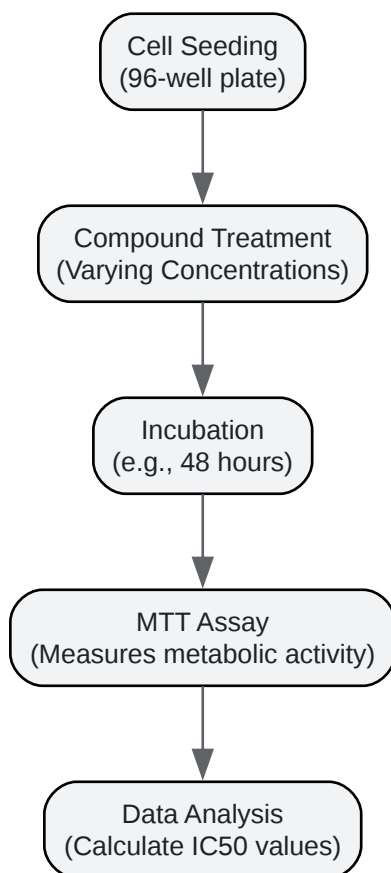 Cell Seeding
(96-well plate)
Compound Treatment
(Varying Concentrations)
Incubation
(e.g., 48 hours)
MTT Assay
(Measures metabolic activity)
Data Analysis
(Calculate IC50 values)